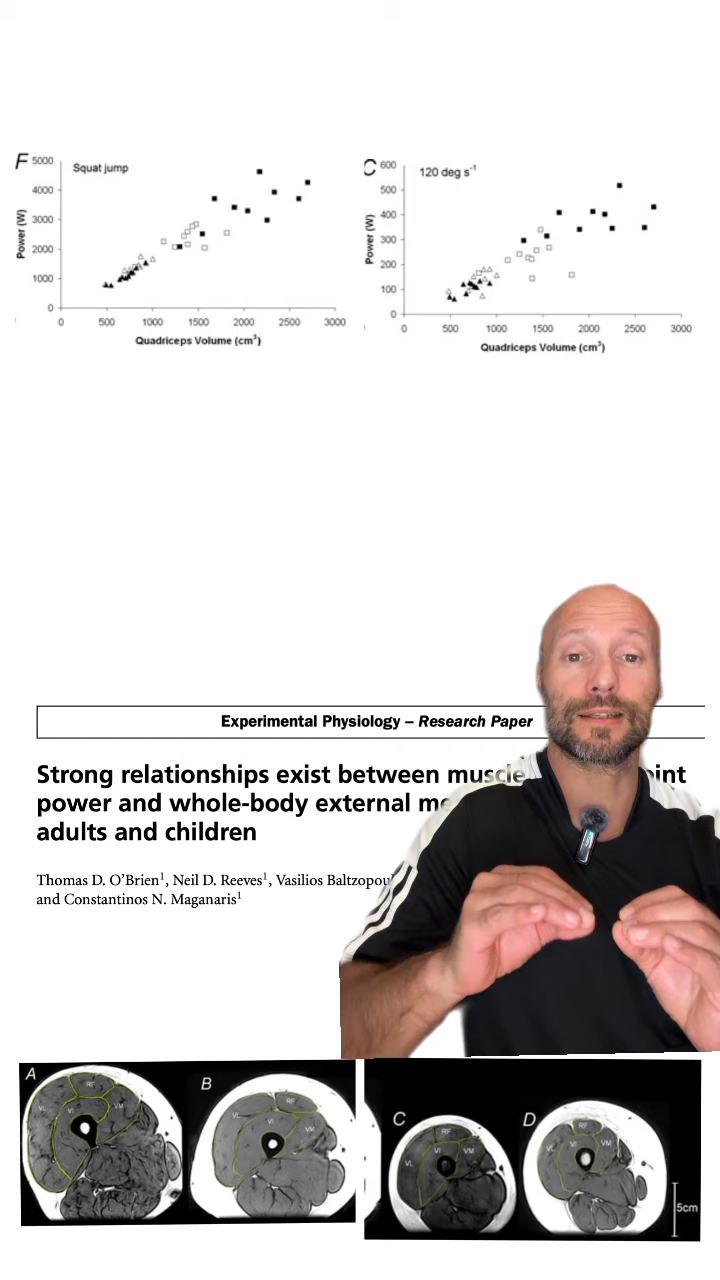 F
Squat jump
5000
4000
3000
2000
1000
0
Power (W)
0 500 1000 1500 2000 2500 3000
Quadriceps Volume (cm³)
C
120 deg s⁻¹
600
500
400
300
200
100
0
Power (W)
0 500 1000 1500 2000 2500 3000
Quadriceps Volume (cm³)
Experimental Physiology – Research Paper
Strong relationships exist between muscle
power and whole-body external
adults and children
Thomas D. O'Brien¹, Neil D. Reeves¹, Vasilios
and Constantinos N. Maganaris¹
A
RF
VL
VI
VM
B
RF
VL
VI
VM
C
RF
VL
VI
VM
D
RF
VL
VI
VM
5cm